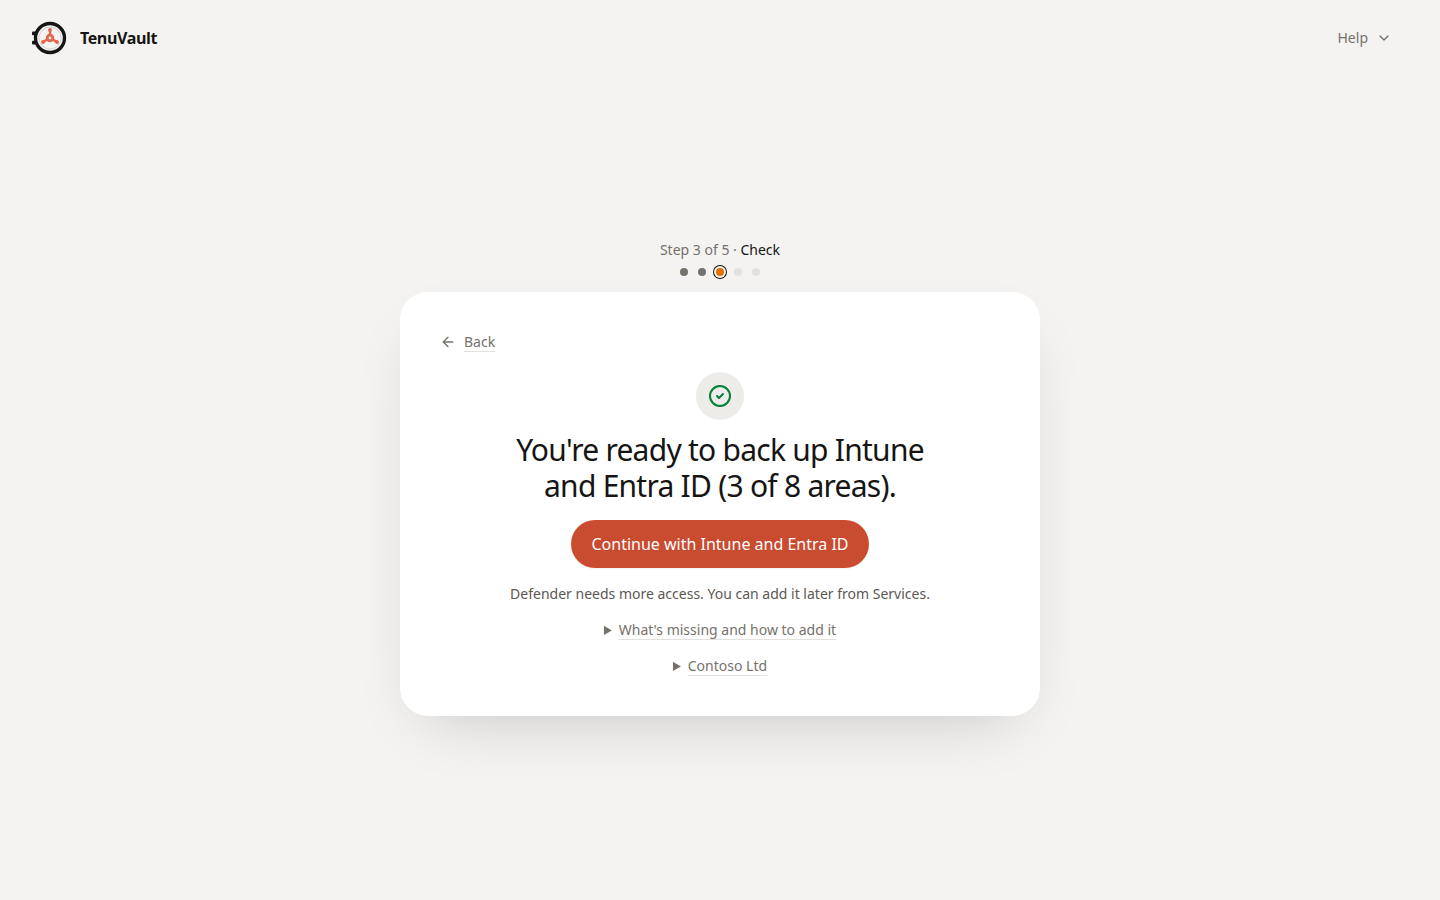 TenuVault
Help
Step 3 of 5 · Check
Back
You're ready to back up Intune
and Entra ID (3 of 8 areas).
Continue with Intune and Entra ID
Defender needs more access. You can add it later from Services.
What's missing and how to add it
Contoso Ltd